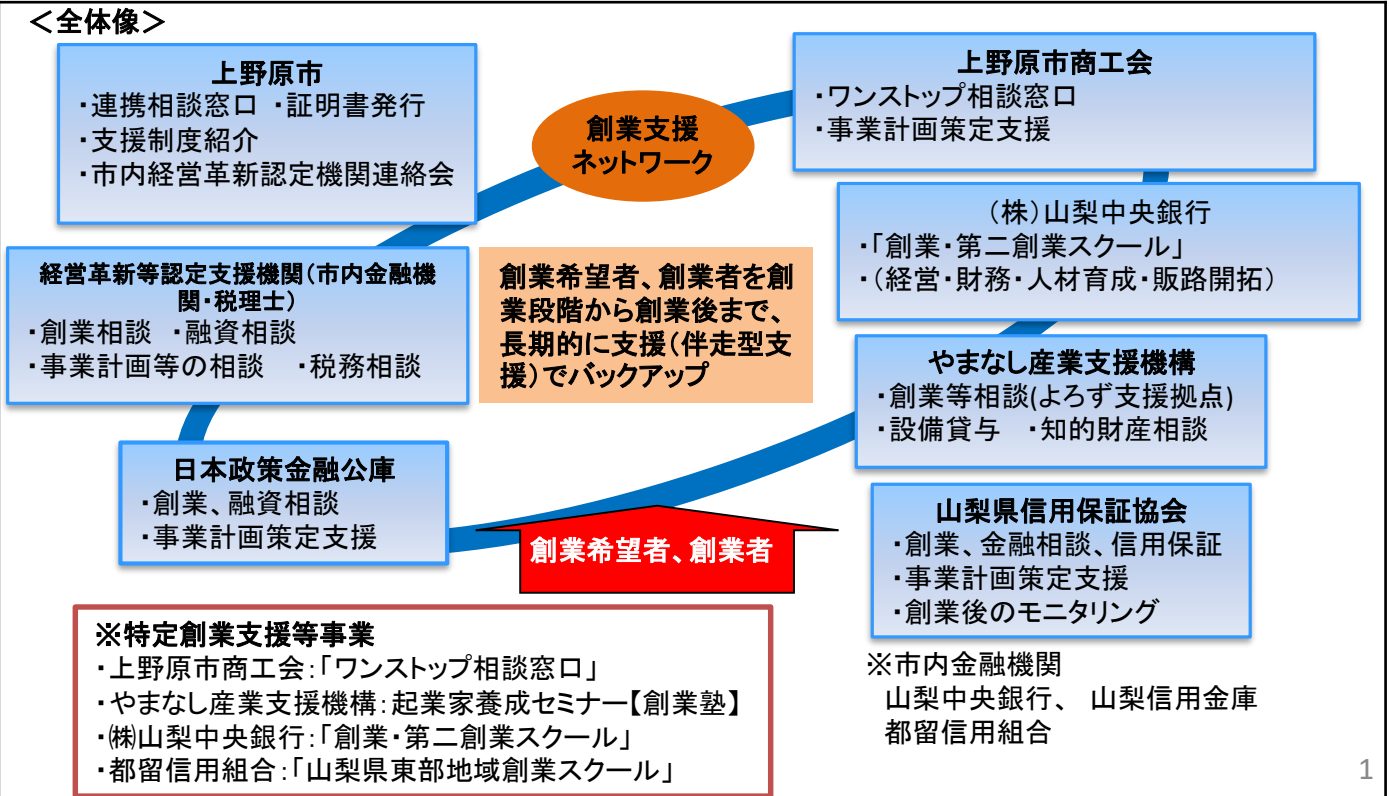 ＜全体像＞
上野原市
・連携相談窓口 ・証明書発行
・支援制度紹介
・市内経営革新認定機関連絡会
創業支援
ネットワーク
上野原市商工会
・ワンストップ相談窓口
・事業計画策定支援
（株）山梨中央銀行
・「創業・第二創業スクール」
・（経営・財務・人材育成・販路開拓）
経営革新等認定支援機関（市内金融機
関・税理士）
・創業相談 ・融資相談
・事業計画等の相談 ・税務相談
創業希望者、創業者を創
業段階から創業後まで、
長期的に支援（伴走型支
援）でバックアップ
やまなし産業支援機構
・創業等相談(よろず支援拠点)
・設備貸与 ・知的財産相談
日本政策金融公庫
・創業、融資相談
・事業計画策定支援
創業希望者、創業者
山梨県信用保証協会
・創業、金融相談、信用保証
・事業計画策定支援
・創業後のモニタリング
※特定創業支援等事業
・上野原市商工会：「ワンストップ相談窓口」
・やまなし産業支援機構：起業家養成セミナー【創業塾】
・㈱山梨中央銀行：「創業・第二創業スクール」
・都留信用組合：「山梨県東部地域創業スクール」
※市内金融機関
山梨中央銀行、 山梨信用金庫
都留信用組合
1